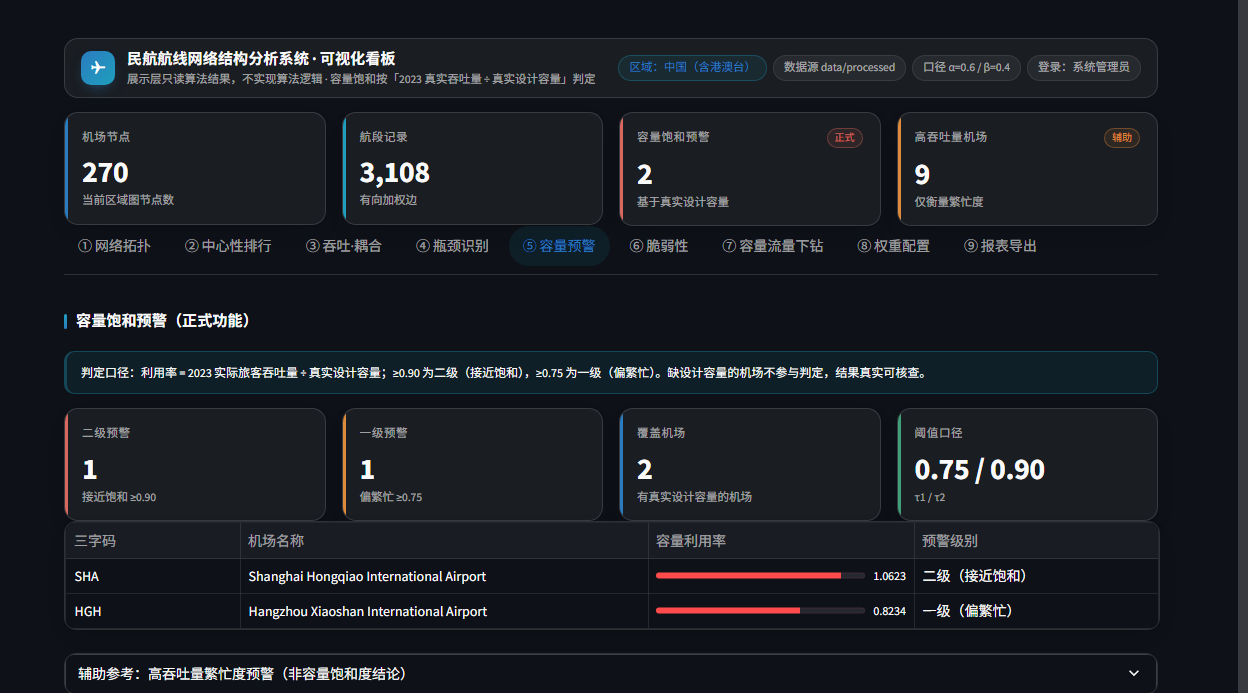 民航航线网络结构分析系统 · 可视化看板
展示层只读算法结果，不实现算法逻辑 · 容量饱和按「2023 真实吞吐量 ÷ 真实设计容量」判定
区域：中国（含港澳台）
数据源 data/processed
口径 α=0.6 / β=0.4
登录：系统管理员
机场节点
270
当前区域图节点数
航段记录
3,108
有向加权边
容量饱和预警
正式
2
基于真实设计容量
高吞吐量机场
辅助
9
仅衡量繁忙度
① 网络拓扑
② 中心性排行
③ 吞吐·耦合
④ 瓶颈识别
⑤ 容量预警
⑥ 脆弱性
⑦ 容量流量下钻
⑧ 权重配置
⑨ 报表导出
容量饱和预警（正式功能）
判定口径：利用率 = 2023 实际旅客吞吐量 ÷ 真实设计容量；≥0.90 为二级（接近饱和），≥0.75 为一级（偏繁忙）。缺设计容量的机场不参与判定，结果真实可核查。
二级预警
1
接近饱和 ≥0.90
一级预警
1
偏繁忙 ≥0.75
覆盖机场
2
有真实设计容量的机场
阈值口径
0.75 / 0.90
τ1 / τ2
三字码 机场名称 容量利用率 预警级别
SHA Shanghai Hongqiao International Airport 1.0623 二级（接近饱和）
HGH Hangzhou Xiaoshan International Airport 0.8234 一级（偏繁忙）
辅助参考：高吞吐量繁忙度预警（非容量饱和度结论）